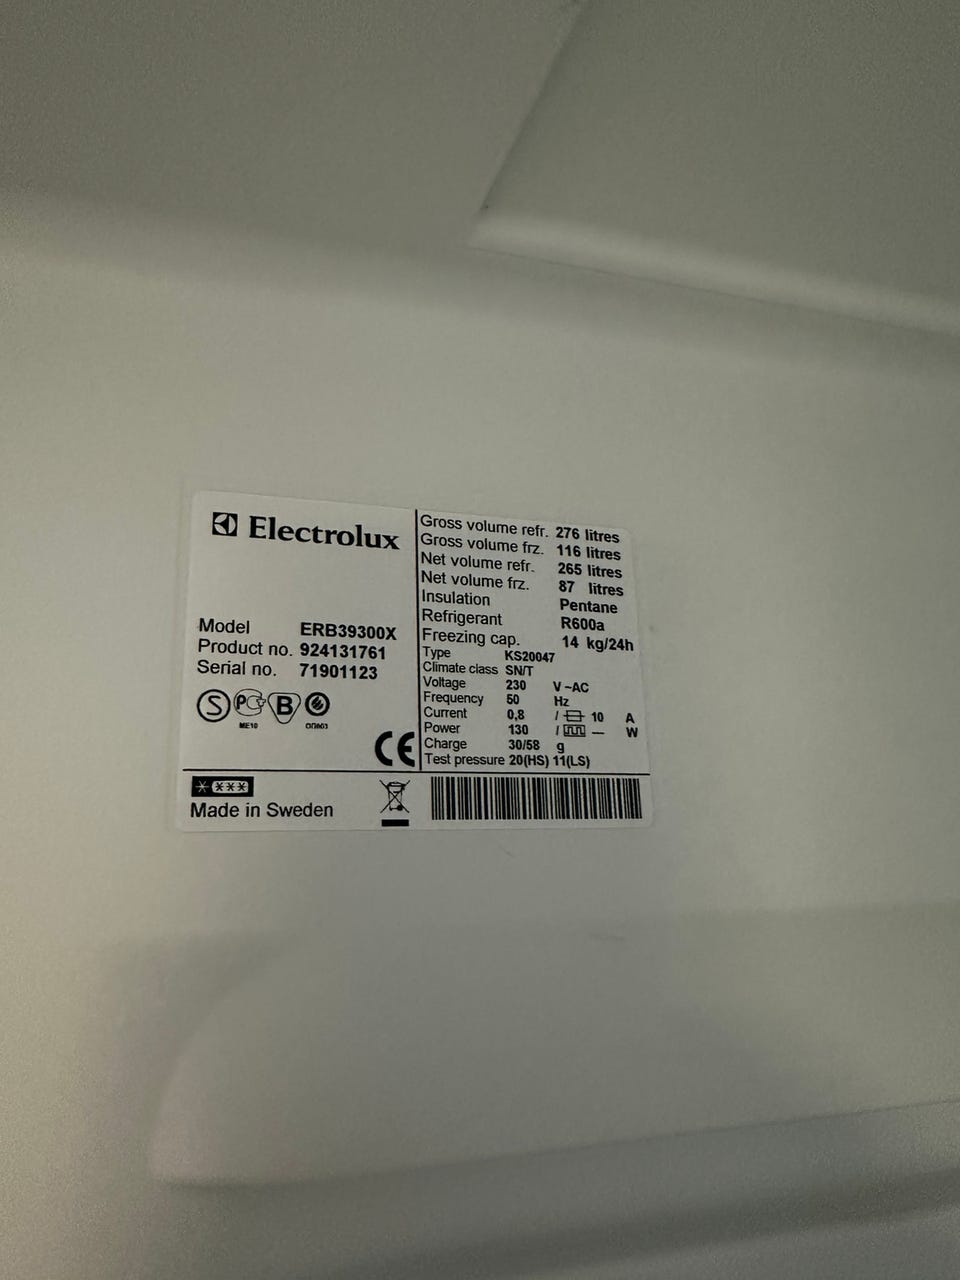 Electrolux
Model ERB39300X
Product no. 924131761
Serial no. 71901123
S PC B
ME10
CE
Gross volume refr. 276 litres
Gross volume frz. 116 litres
Net volume refr. 265 litres
Net volume frz. 87 litres
Insulation Pentane
Refrigerant R600a
Freezing cap. 14 kg/24h
Type KS20047
Climate class SN/T
Voltage 230 V~AC
Frequency 50 Hz
Current 0,8 / 10 A
Power 130 / — W
Charge 30/58 g
Test pressure 20(HS) 11(LS)
* ***
Made in Sweden